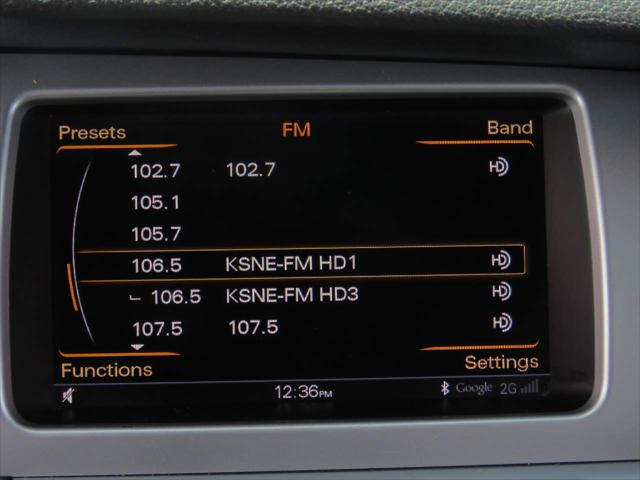 Presets FM Band
102.7 102.7 HD
105.1
105.7
106.5 KSNE-FM HD1 HD
106.5 KSNE-FM HD3 HD
107.5 107.5 HD
Functions Settings
12:36PM Google 2G